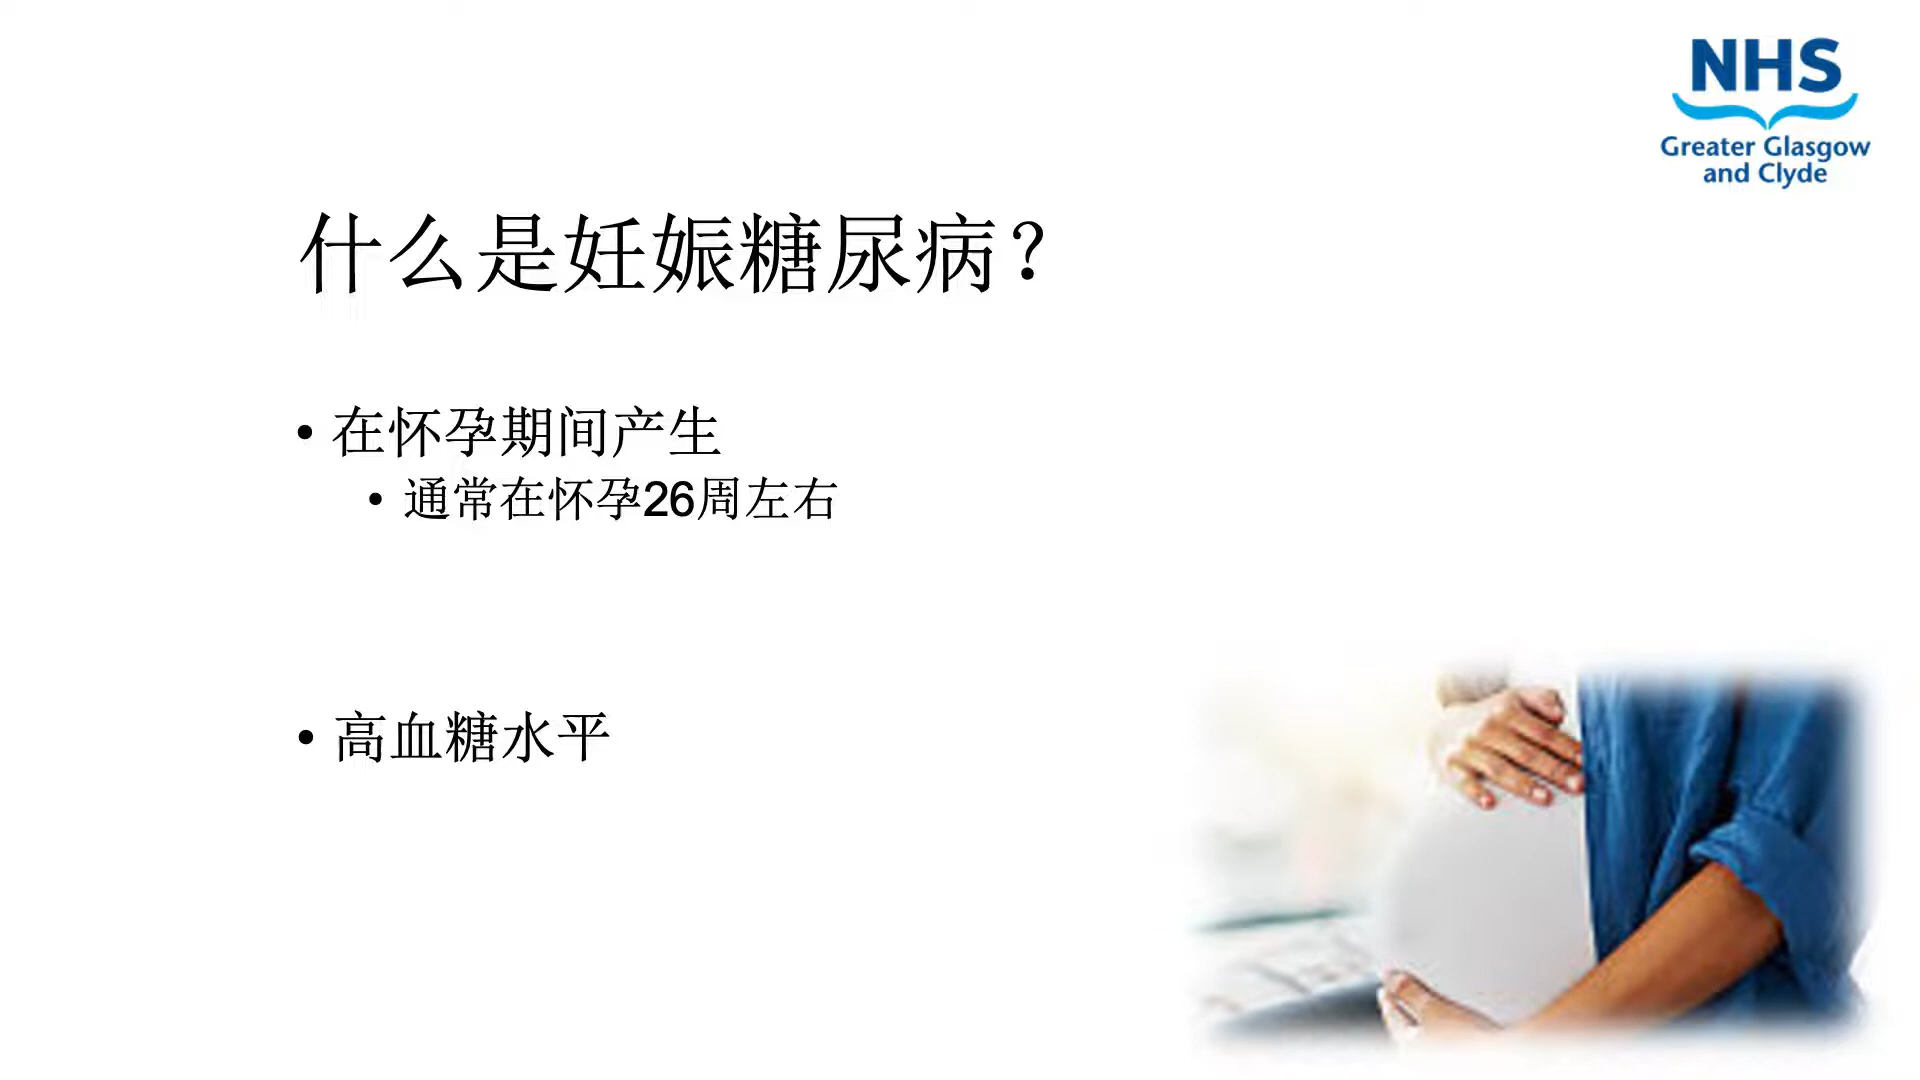 NHS
Greater Glasgow
and Clyde
什么是妊娠糖尿病？
• 在怀孕期间产生
• 通常在怀孕26周左右
• 高血糖水平